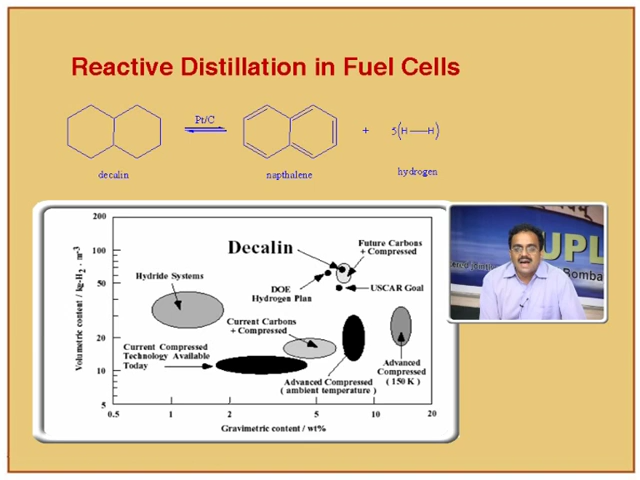 Reactive Distillation in Fuel Cells
Pt/C
+
5(H—H)
decalin
napthalene
hydrogen
Volumetric content / kg-H₂ · m⁻³
200
100
50
20
10
5
Decalin
Future Carbons
+ Compressed
Hydride Systems
DOE
Hydrogen Plan
USCAR Goal
Current Carbons
+ Compressed
Current Compressed
Technology Available
Today
Advanced Compressed
( ambient temperature )
Advanced
Compressed
( 150 K )
0.5
1
2
5
10
20
Gravimetric content / wt%
UPL
Bomba